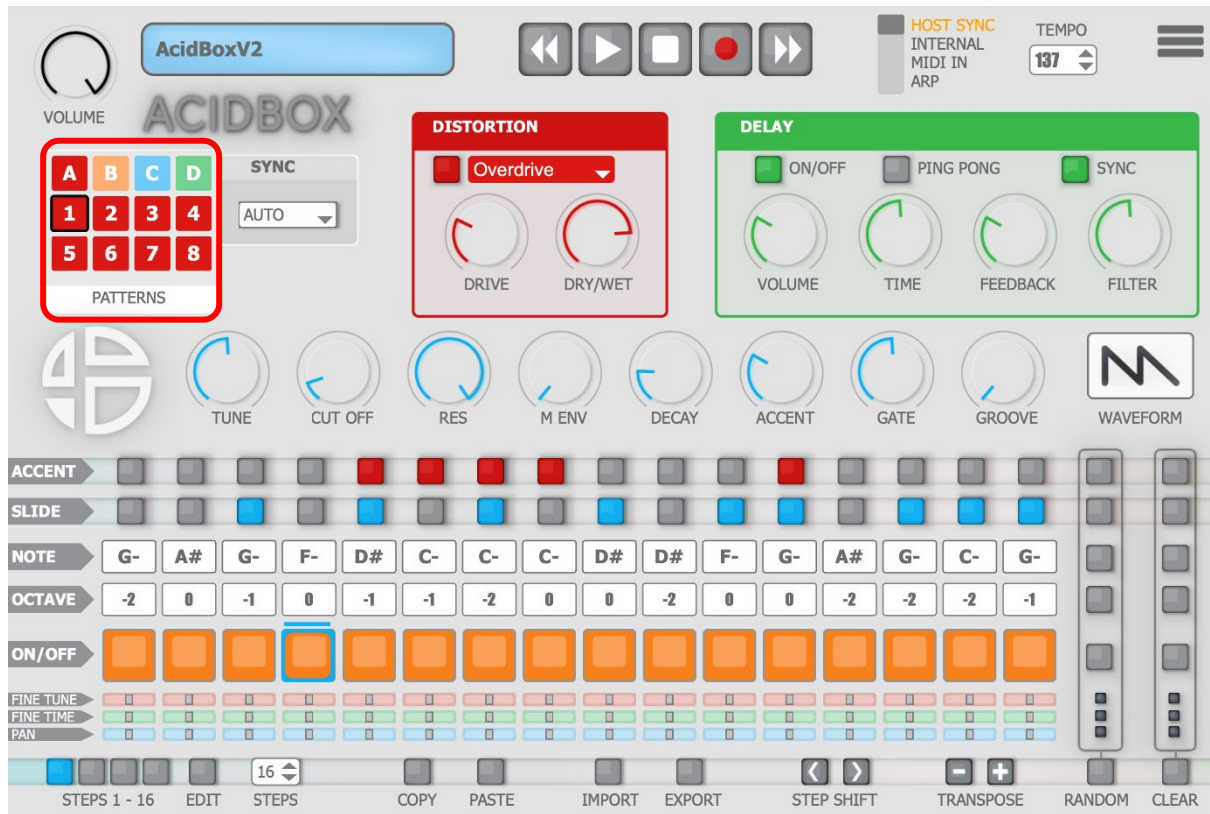 AcidBoxV2
HOST SYNC
INTERNAL
MIDI IN
ARP
TEMPO
137
VOLUME
ACIDBOX
A B C D
1 2 3 4
5 6 7 8
PATTERNS
SYNC
AUTO
DISTORTION
Overdrive
DRIVE DRY/WET
DELAY
ON/OFF PING PONG SYNC
VOLUME TIME FEEDBACK FILTER
TUNE CUT OFF RES M ENV DECAY ACCENT GATE GROOVE WAVEFORM
ACCENT
SLIDE
NOTE G- A# G- F- D# C- C- C- D# D# F- G- A# G- C- G-
OCTAVE -2 0 -1 0 -1 -1 -2 0 0 -2 0 0 -2 -2 -2 -1
ON/OFF
FINE TUNE
FINE TIME
PAN
16
STEPS 1 - 16 EDIT STEPS COPY PASTE IMPORT EXPORT STEP SHIFT TRANSPOSE RANDOM CLEAR